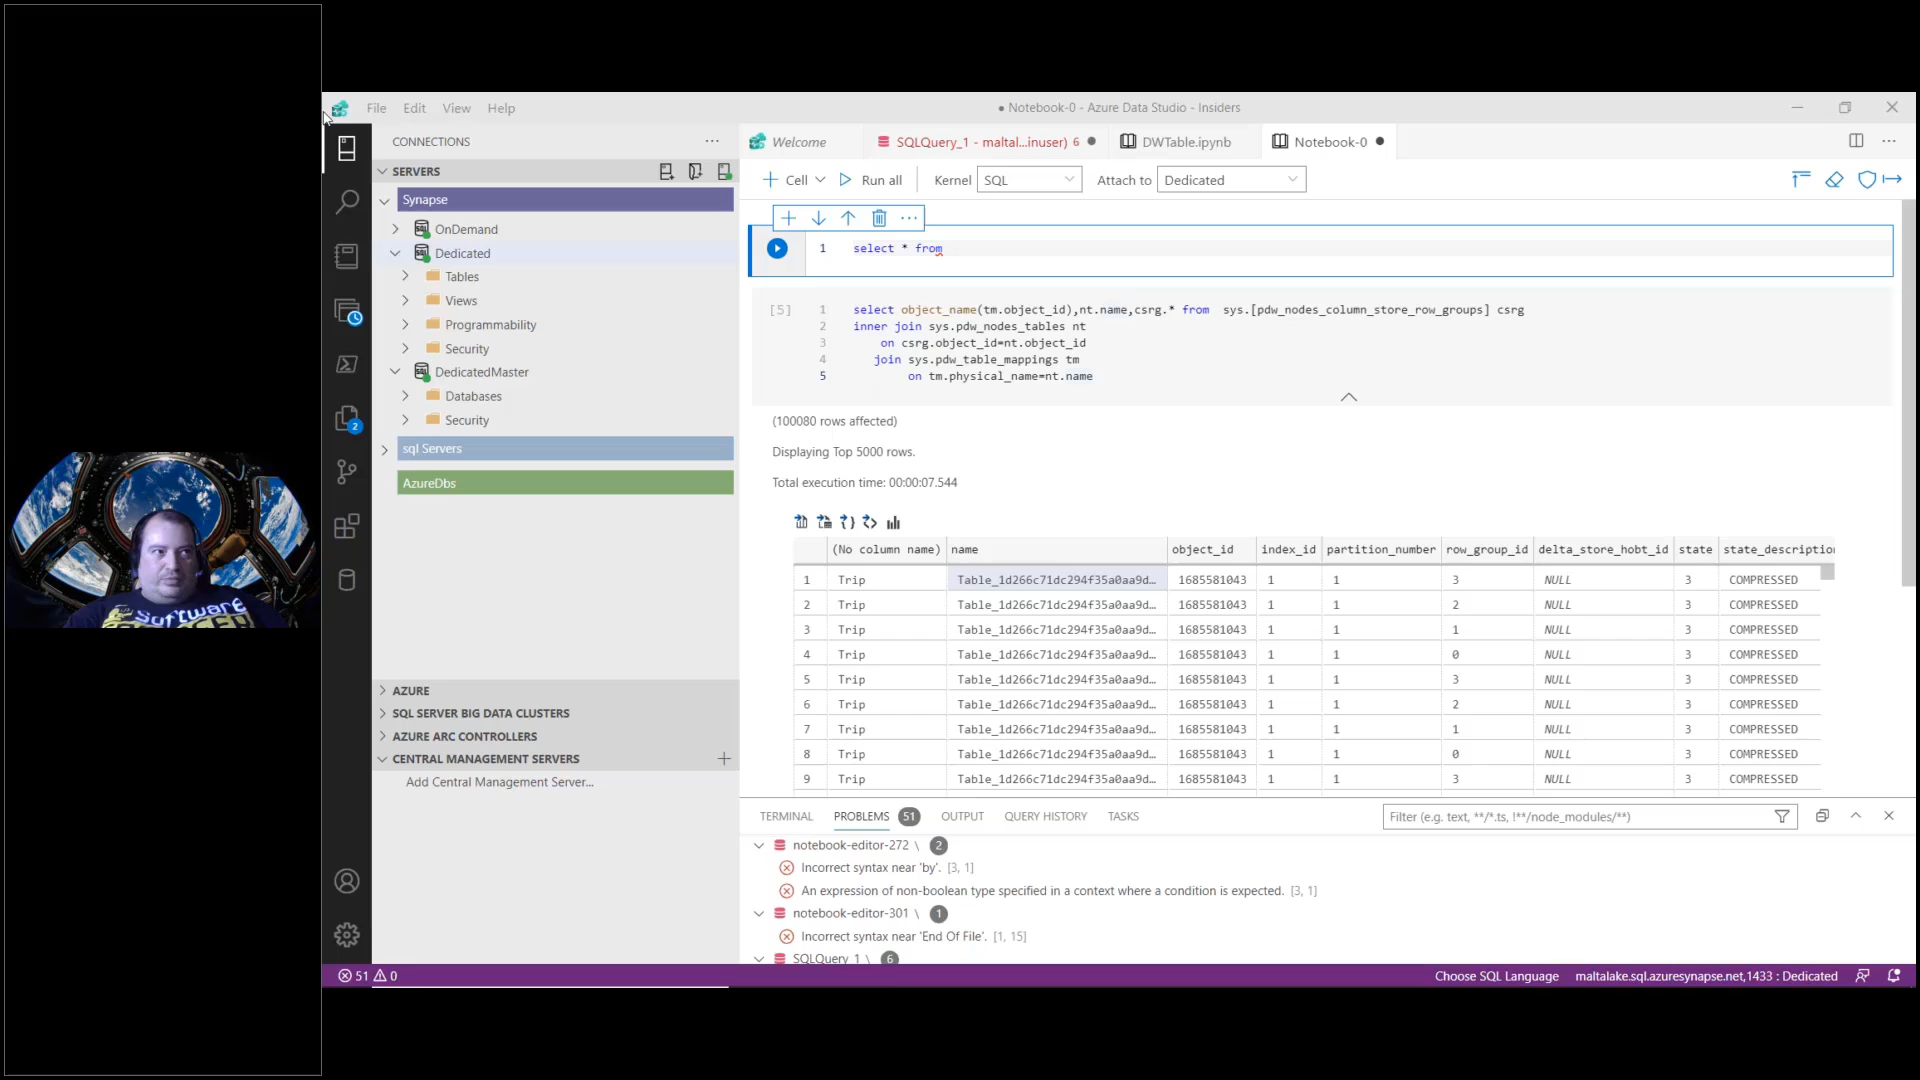 File Edit View Help
● Notebook-0 - Azure Data Studio - Insiders
CONNECTIONS
Welcome
SQLQuery_1 - maltal...inuser) 6
DWTable.ipynb
Notebook-0
SERVERS
Cell
Run all
Kernel SQL
Attach to Dedicated
Synapse
OnDemand
Dedicated
Tables
Views
Programmability
Security
DedicatedMaster
Databases
Security
sql Servers
AzureDbs
AZURE
SQL SERVER BIG DATA CLUSTERS
AZURE ARC CONTROLLERS
CENTRAL MANAGEMENT SERVERS
Add Central Management Server...
2
Software
1 select * from
[5] 1 select object_name(tm.object_id),nt.name,csrg.* from sys.[pdw_nodes_column_store_row_groups] csrg
2 inner join sys.pdw_nodes_tables nt
3 on csrg.object_id=nt.object_id
4 join sys.pdw_table_mappings tm
5 on tm.physical_name=nt.name
(100080 rows affected)
Displaying Top 5000 rows.
Total execution time: 00:00:07.544
(No column name) name object_id index_id partition_number row_group_id delta_store_hobt_id state state_description
1 Trip Table_1d266c71dc294f35a0aa9d… 1685581043 1 1 3 NULL 3 COMPRESSED
2 Trip Table_1d266c71dc294f35a0aa9d… 1685581043 1 1 2 NULL 3 COMPRESSED
3 Trip Table_1d266c71dc294f35a0aa9d… 1685581043 1 1 1 NULL 3 COMPRESSED
4 Trip Table_1d266c71dc294f35a0aa9d… 1685581043 1 1 0 NULL 3 COMPRESSED
5 Trip Table_1d266c71dc294f35a0aa9d… 1685581043 1 1 3 NULL 3 COMPRESSED
6 Trip Table_1d266c71dc294f35a0aa9d… 1685581043 1 1 2 NULL 3 COMPRESSED
7 Trip Table_1d266c71dc294f35a0aa9d… 1685581043 1 1 1 NULL 3 COMPRESSED
8 Trip Table_1d266c71dc294f35a0aa9d… 1685581043 1 1 0 NULL 3 COMPRESSED
9 Trip Table_1d266c71dc294f35a0aa9d… 1685581043 1 1 3 NULL 3 COMPRESSED
TERMINAL PROBLEMS 51 OUTPUT QUERY HISTORY TASKS
Filter (e.g. text, **/*.ts, !**/node_modules/**)
notebook-editor-272 \ 2
Incorrect syntax near 'by'. [3, 1]
An expression of non-boolean type specified in a context where a condition is expected. [3, 1]
notebook-editor-301 \ 1
Incorrect syntax near 'End Of File'. [1, 15]
SQLQuery_1 \ 6
51 0
Choose SQL Language
maltalake.sql.azuresynapse.net,1433 : Dedicated